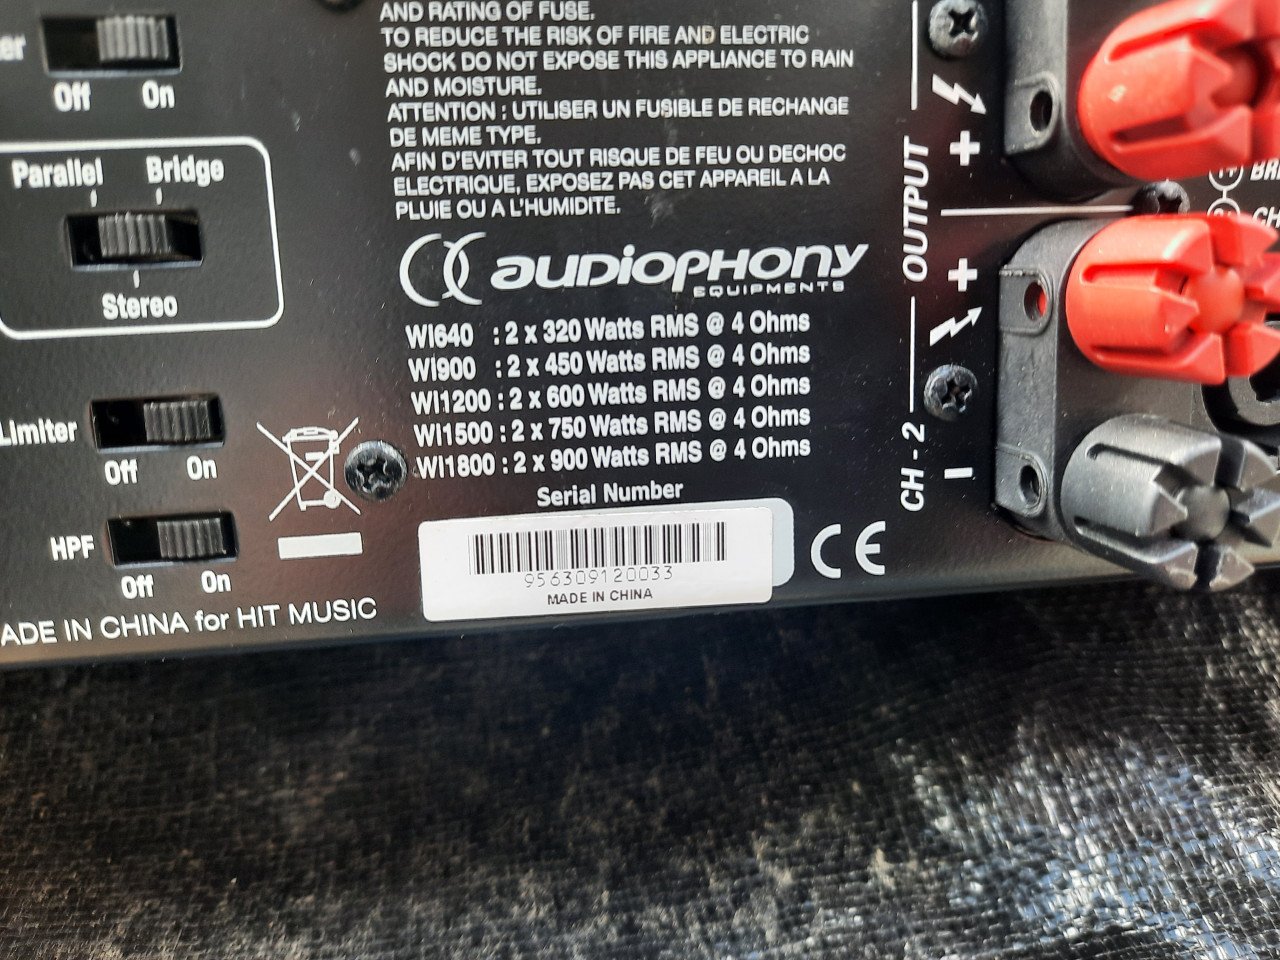 er
Off On
Parallel Bridge
Stereo
Limiter
Off On
HPF
Off On
ADE IN CHINA for HIT MUSIC
AND RATING OF FUSE.
TO REDUCE THE RISK OF FIRE AND ELECTRIC
SHOCK DO NOT EXPOSE THIS APPLIANCE TO RAIN
AND MOISTURE.
ATTENTION : UTILISER UN FUSIBLE DE RECHANGE
DE MEME TYPE.
AFIN D'EVITER TOUT RISQUE DE FEU OU DECHOC
ELECTRIQUE, EXPOSEZ PAS CET APPAREIL A LA
PLUIE OU A L'HUMIDITE.
audiophony
EQUIPMENTS
WI640 : 2 x 320 Watts RMS @ 4 Ohms
WI900 : 2 x 450 Watts RMS @ 4 Ohms
WI1200 : 2 x 600 Watts RMS @ 4 Ohms
WI1500 : 2 x 750 Watts RMS @ 4 Ohms
WI1800 : 2 x 900 Watts RMS @ 4 Ohms
Serial Number
956309120033
MADE IN CHINA
CE
OUTPUT
+
+
CH - 2
−
BRI
CH